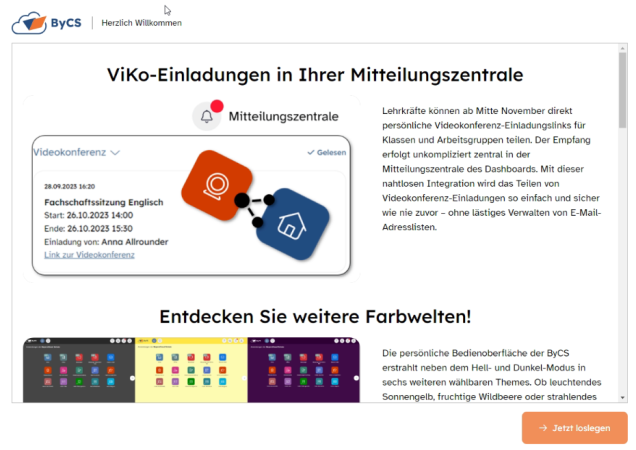 ByCS
Herzlich Willkommen
ViKo-Einladungen in Ihrer Mitteilungszentrale
Mitteilungszentrale
Videokonferenz
Gelesen
28.09.2023 16:20
Fachschaftssitzung Englisch
Start: 26.10.2023 14:00
Ende: 26.10.2023 15:30
Einladung von: Anna Allrounder
Link zur Videokonferenz
Lehrkräfte können ab Mitte November direkt
persönliche Videokonferenz-Einladungslinks für
Klassen und Arbeitsgruppen teilen. Der Empfang
erfolgt unkompliziert zentral in der
Mitteilungszentrale des Dashboards. Mit dieser
nahtlosen Integration wird das Teilen von
Videokonferenz-Einladungen so einfach und sicher
wie nie zuvor – ohne lästiges Verwalten von E-Mail-
Adresslisten.
Entdecken Sie weitere Farbwelten!
Die persönliche Bedienoberfläche der ByCS
erstrahlt neben dem Hell- und Dunkel-Modus in
sechs weiteren wählbaren Themes. Ob leuchtendes
Sonnengelb, fruchtige Wildbeere oder strahlendes
Jetzt loslegen